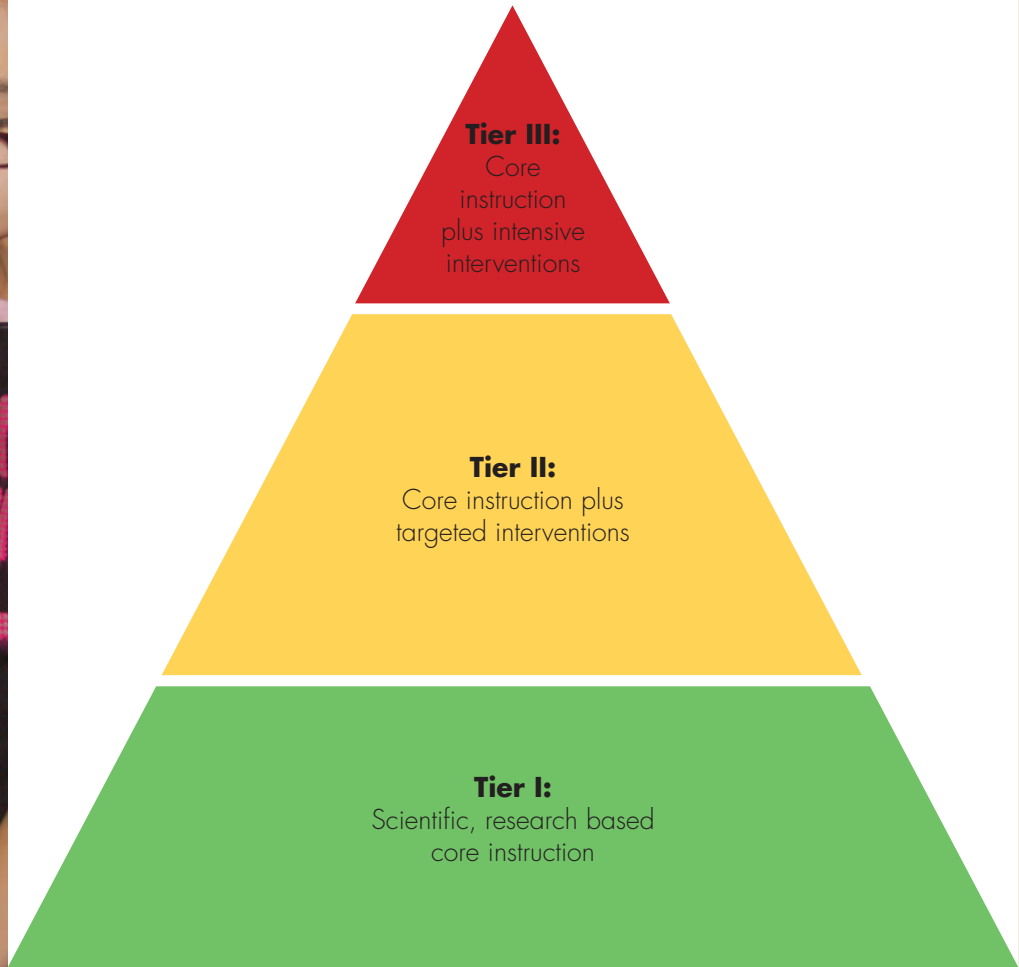 Tier III:
Core
instruction
plus intensive
interventions
Tier II:
Core instruction plus
targeted interventions
Tier I:
Scientific, research based
core instruction